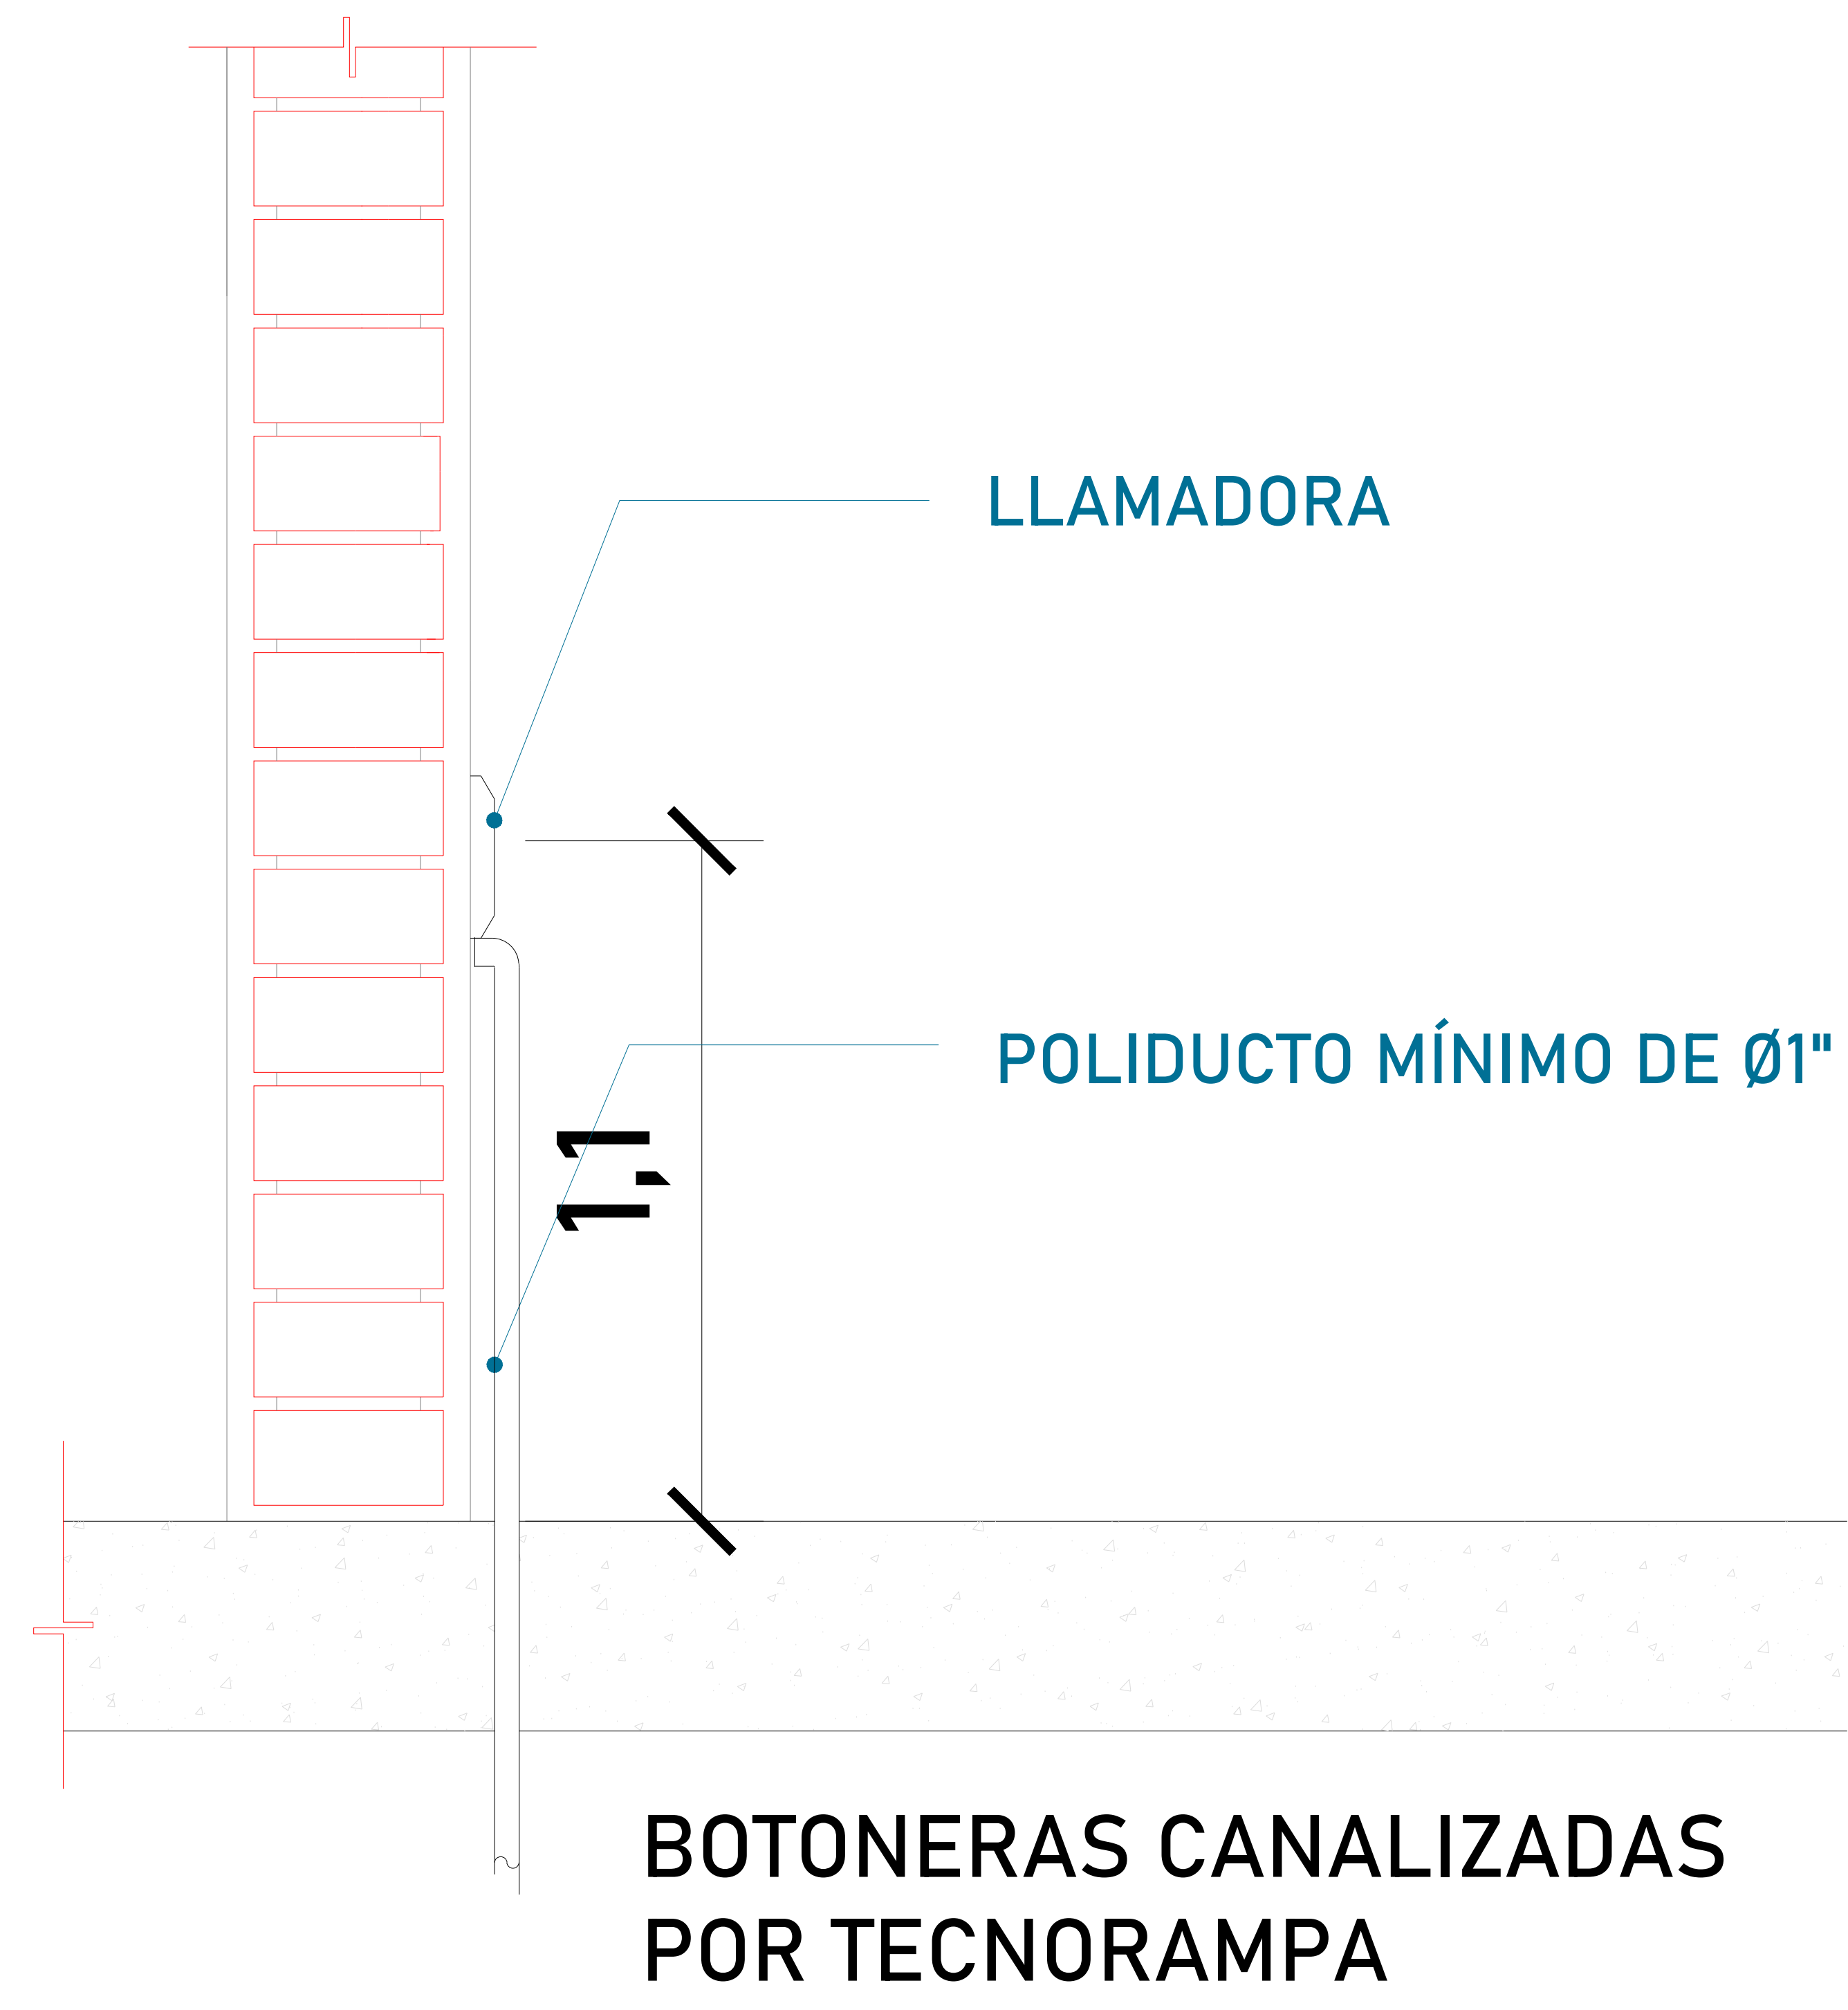 LLAMADORA
POLIDUCTO MÍNIMO DE Ø1"
1,1
BOTONERAS CANALIZADAS
POR TECNORAMPA